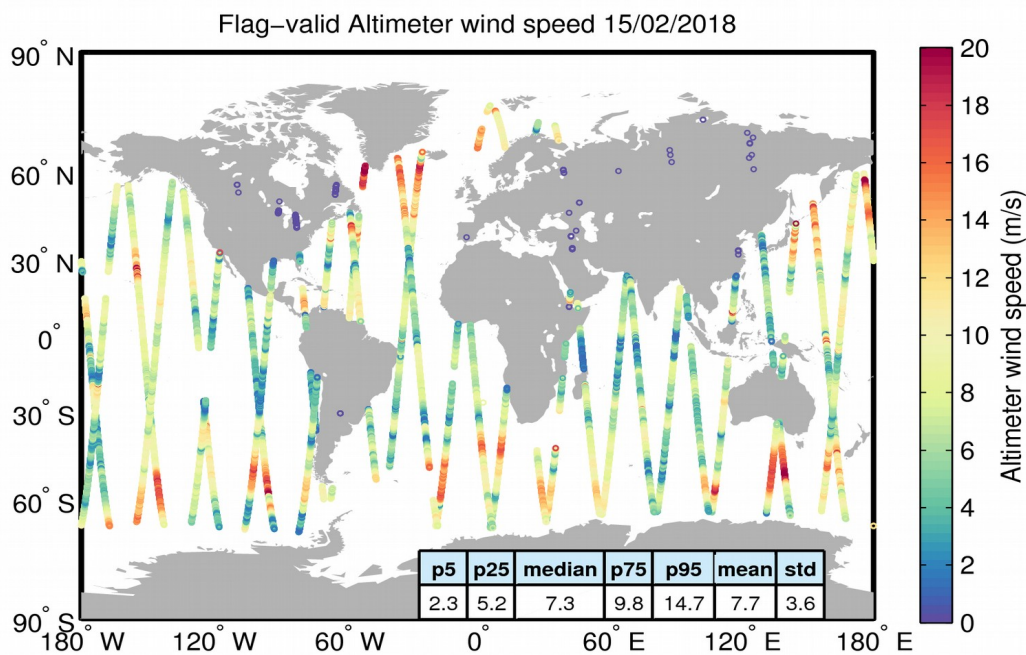 Flag−valid Altimeter wind speed 15/02/2018
90° N
60° N
30° N
0°
30° S
60° S
90° S
180° W
120° W
60° W
0°
60° E
120° E
180° E
p5 p25 median p75 p95 mean std
2.3 5.2 7.3 9.8 14.7 7.7 3.6
20
18
16
14
12
10
8
6
4
2
0
Altimeter wind speed (m/s)